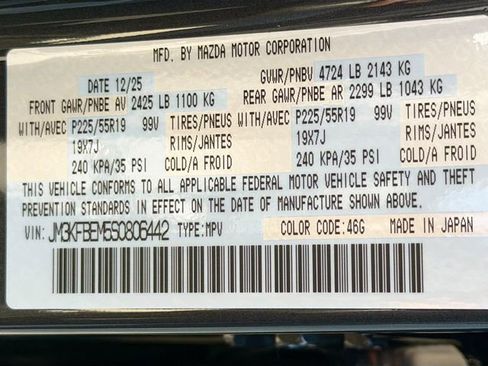 MFD. BY MAZDA MOTOR CORPORATION
DATE 12/25 GVWR/PNBV 4724 LB 2143 KG
FRONT GAWR/PNBE AV 2425 LB 1100 KG REAR GAWR/PNBE AR 2299 LB 1043 KG
WITH/AVEC P225/55R19 99V TIRES/PNEUS WITH/AVEC P225/55R19 99V TIRES/PNEUS
19X7J RIMS/JANTES 19X7J RIMS/JANTES
240 KPA/35 PSI COLD/A FROID 240 KPA/35 PSI COLD/A FROID
THIS VEHICLE CONFORMS TO ALL APPLICABLE FEDERAL MOTOR VEHICLE SAFETY AND THEFT
PREVENTION STANDARDS IN EFFECT ON THE DATE OF MANUFACTURE SHOWN ABOVE.
VIN: JM3KFBEM5S0806442 TYPE:MPV COLOR CODE:46G MADE IN JAPAN